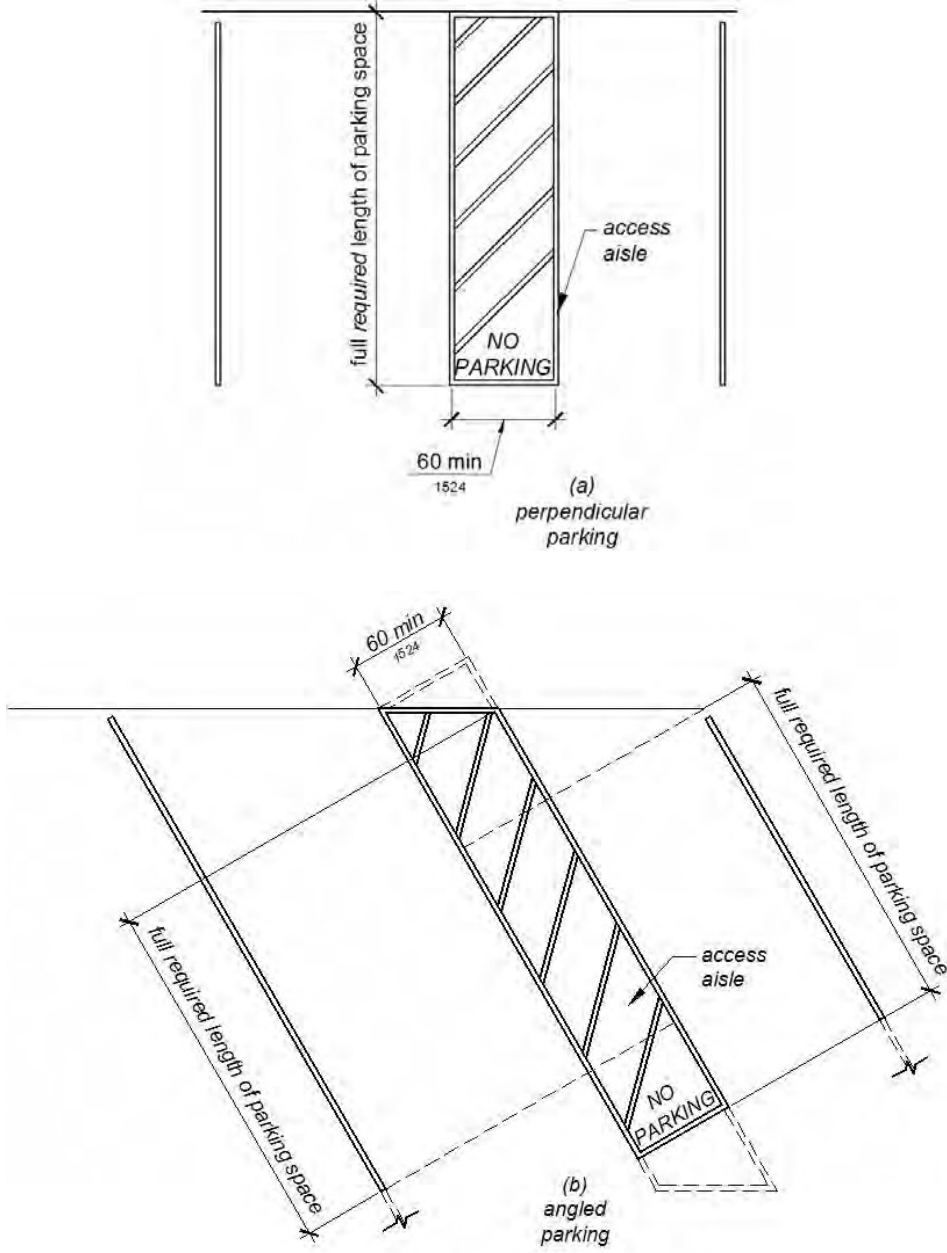 full required length of parking space
access
aisle
NO
PARKING
60 min
1524
(a)
perpendicular
parking
60 min
1524
full required length of parking space
full required length of parking space
access
aisle
NO
PARKING
(b)
angled
parking